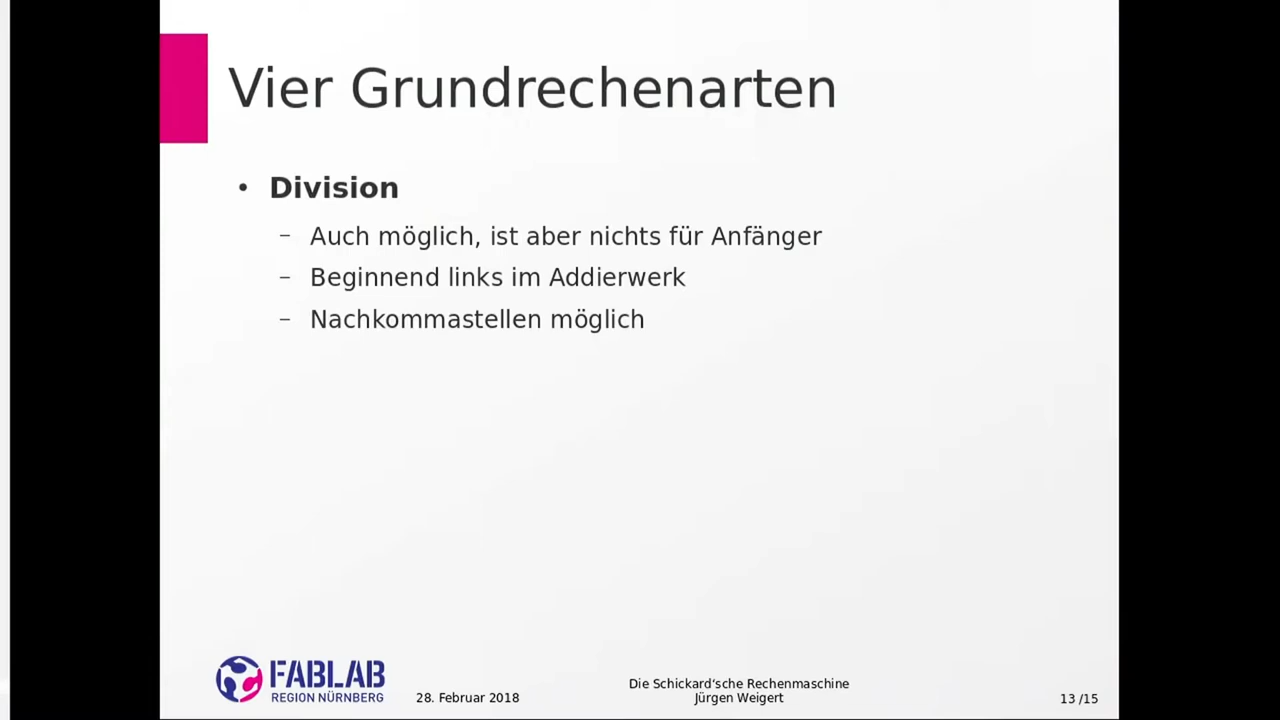 Vier Grundrechenarten
• Division
– Auch möglich, ist aber nichts für Anfänger
– Beginnend links im Addierwerk
– Nachkommastellen möglich
FABLAB
REGION NÜRNBERG
28. Februar 2018
Die Schickard'sche Rechenmaschine
Jürgen Weigert
13 /15